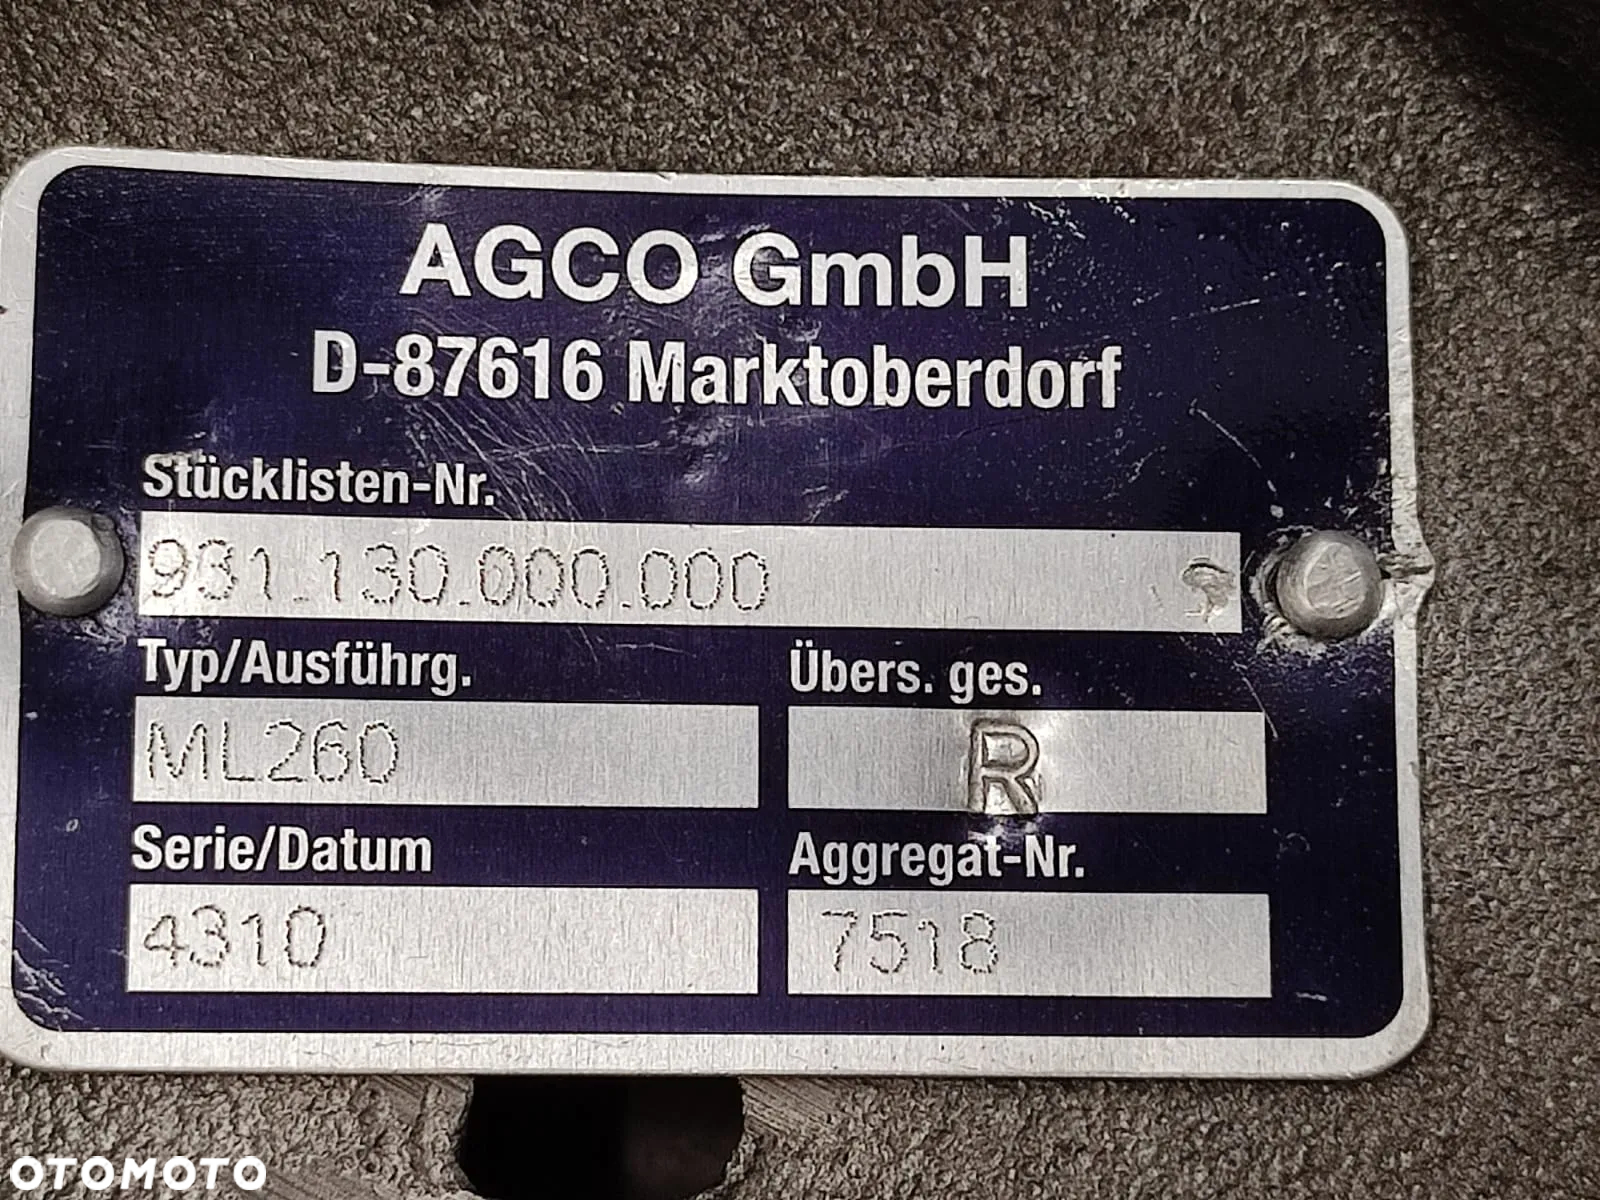 AGCO GmbH
D-87616 Marktoberdorf
Stücklisten-Nr.
931.130.000.000 S
Typ/Ausführg. Übers. ges.
ML260 R
Serie/Datum Aggregat-Nr.
4310 7518
OTOMOTO